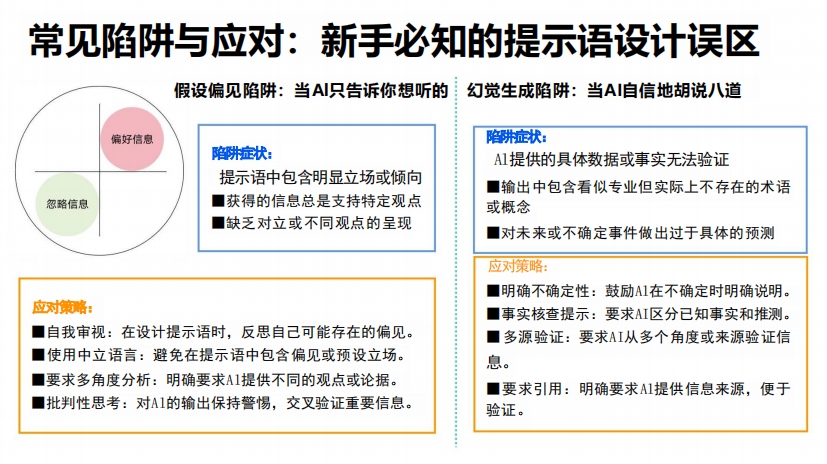 常见陷阱与应对：新手必知的提示语设计误区
假设偏见陷阱：当AI只告诉你想听的
偏好信息
忽略信息
陷阱症状：
提示语中包含明显立场或倾向
■获得的信息总是支持特定观点
■缺乏对立或不同观点的呈现
应对策略：
■自我审视：在设计提示语时，反思自己可能存在的偏见。
■使用中立语言：避免在提示语中包含偏见或预设立场。
■要求多角度分析：明确要求AI提供不同的观点或论据。
■批判性思考：对AI的输出保持警惕，交叉验证重要信息。
幻觉生成陷阱：当AI自信地胡说八道
陷阱症状：
AI提供的具体数据或事实无法验证
■输出中包含看似专业但实际上不存在的术语
或概念
■对未来或不确定事件做出过于具体的预测
应对策略：
■明确不确定性：鼓励AI在不确定时明确说明。
■事实核查提示：要求AI区分已知事实和推测。
■多源验证：要求AI从多个角度或来源验证信
息。
■要求引用：明确要求AI提供信息来源，便于
验证。